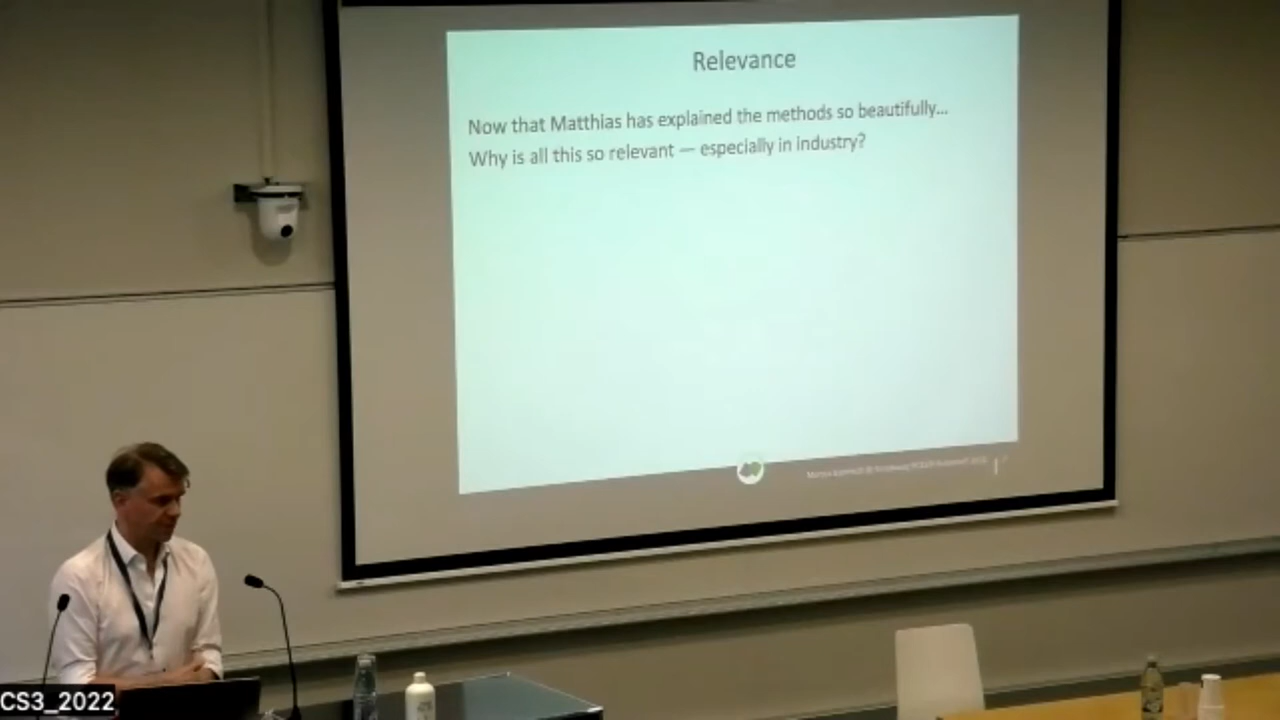 Relevance
Now that Matthias has explained the methods so beautifully...
Why is all this so relevant — especially in industry?
CS3_2022